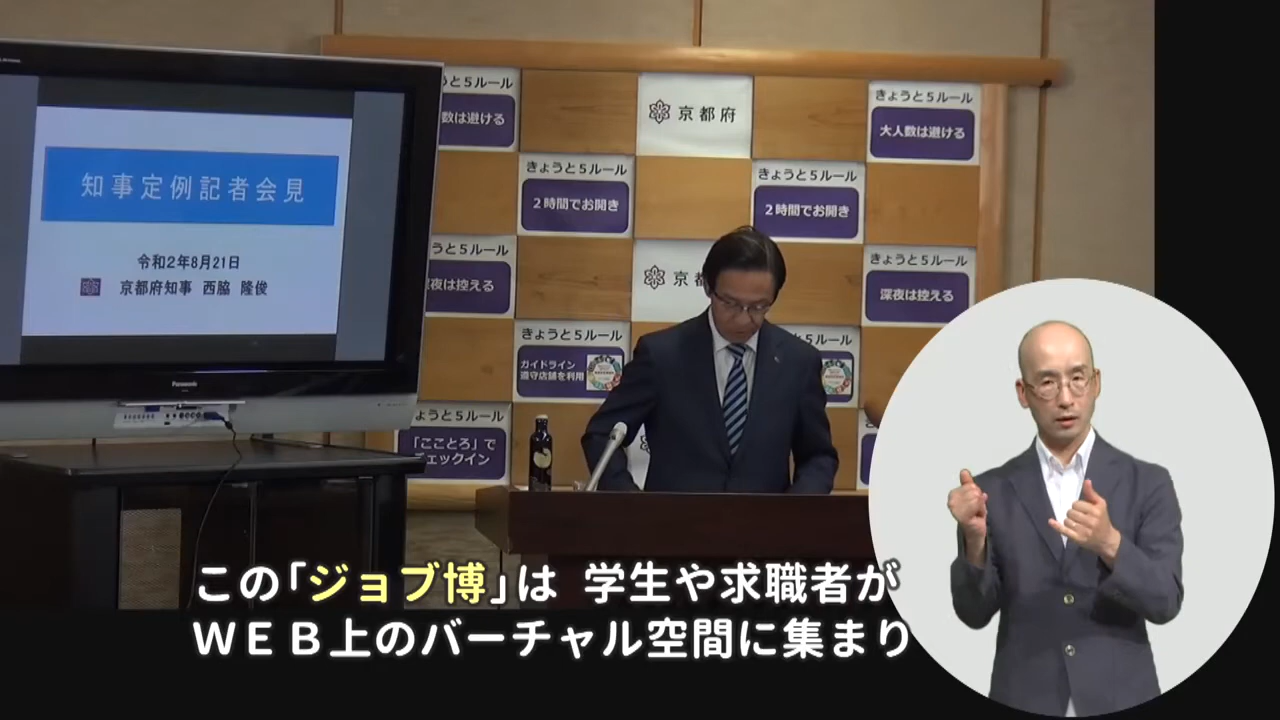 知事定例記者会見
令和2年8月21日
京都府知事 西脇 隆俊
Panasonic
うと5ルール
数は避ける
京都府
きょうと5ルール
大人数は避ける
きょうと5ルール
2時間でお開き
きょうと5ルール
2時間でお開き
うと5ルール
深夜は控える
京都
きょうと5ルール
深夜は控える
きょうと5ルール
ガイドライン
遵守店舗を利用
うと5ルール
ようと5ルール
「こことろ」で
チェックイン
この「ジョブ博」は 学生や求職者が
WEB上のバーチャル空間に集まり